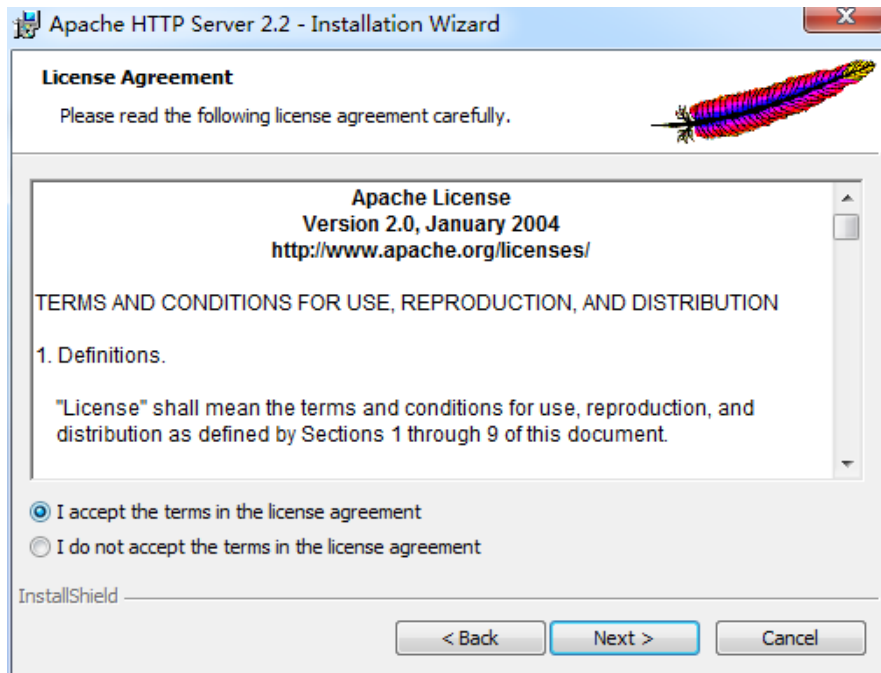 Apache HTTP Server 2.2 - Installation Wizard
License Agreement
Please read the following license agreement carefully.
Apache License
Version 2.0, January 2004
http://www.apache.org/licenses/
TERMS AND CONDITIONS FOR USE, REPRODUCTION, AND DISTRIBUTION
1. Definitions.
"License" shall mean the terms and conditions for use, reproduction, and
distribution as defined by Sections 1 through 9 of this document.
I accept the terms in the license agreement
I do not accept the terms in the license agreement
InstallShield
< Back
Next >
Cancel